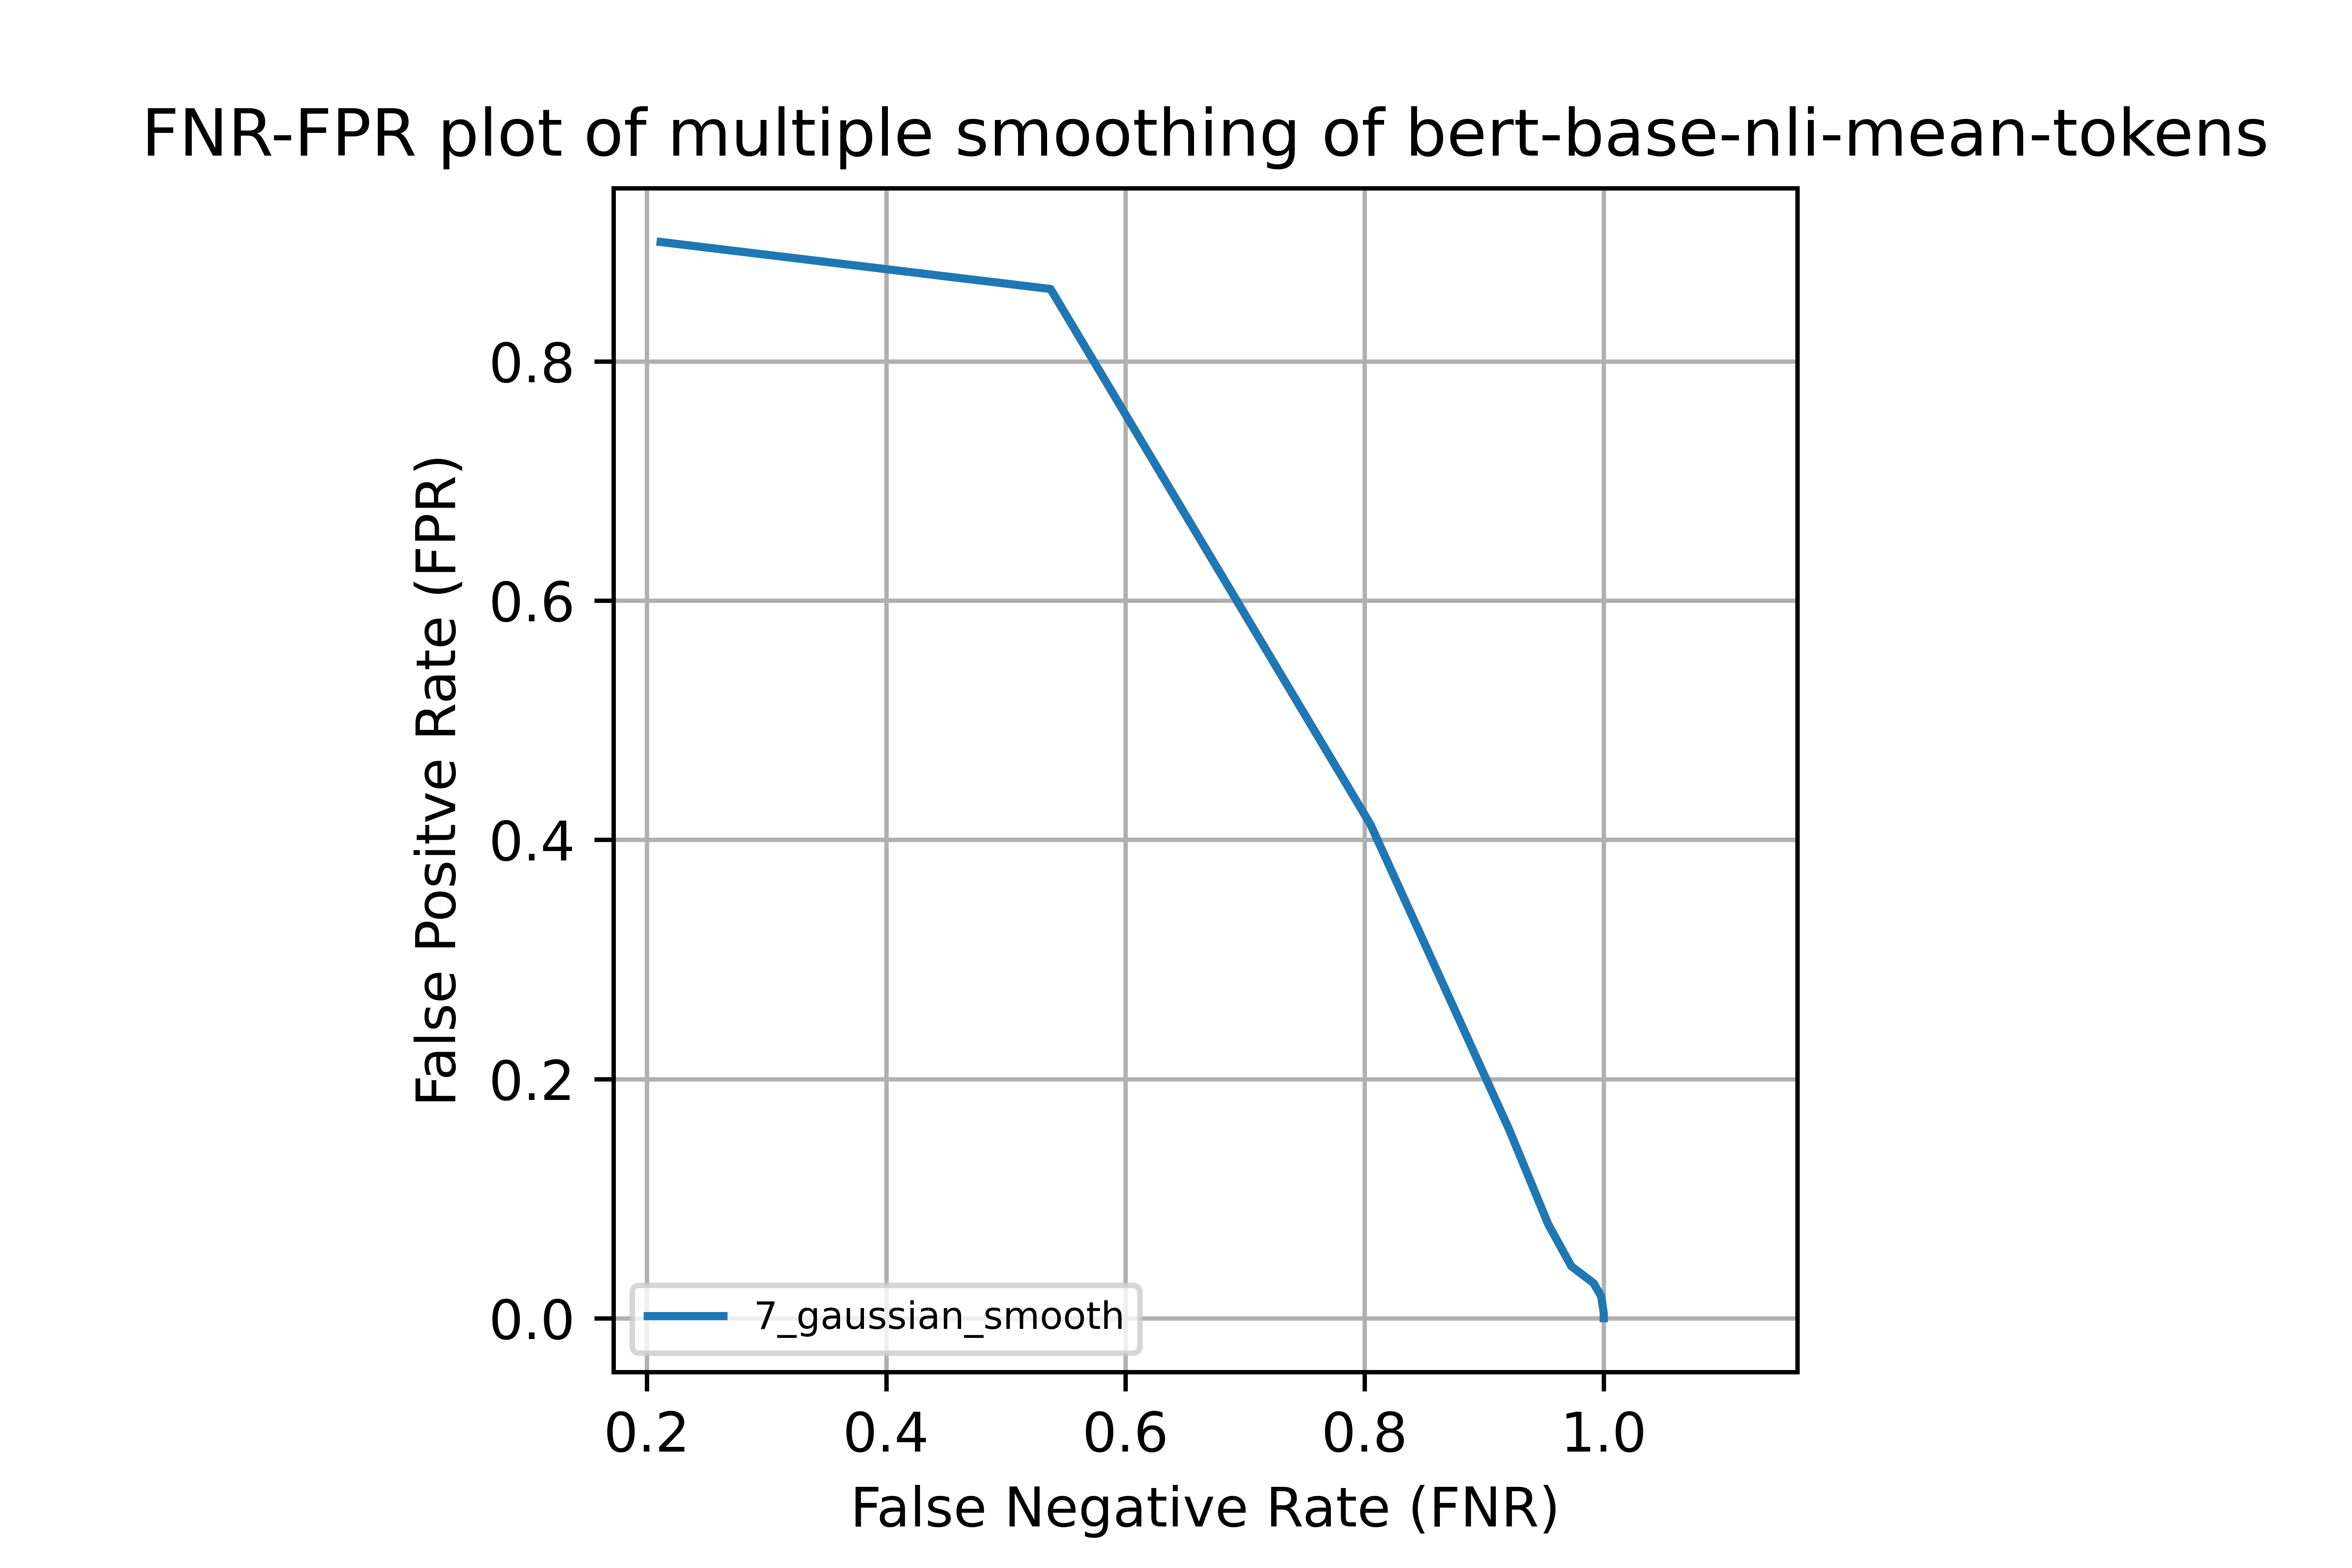 FNR-FPR plot of multiple smoothing of bert-base-nli-mean-tokens
False Positve Rate (FPR)
0.8
0.6
0.4
0.2
0.0
7_gaussian_smooth
0.2 0.4 0.6 0.8 1.0
False Negative Rate (FNR)